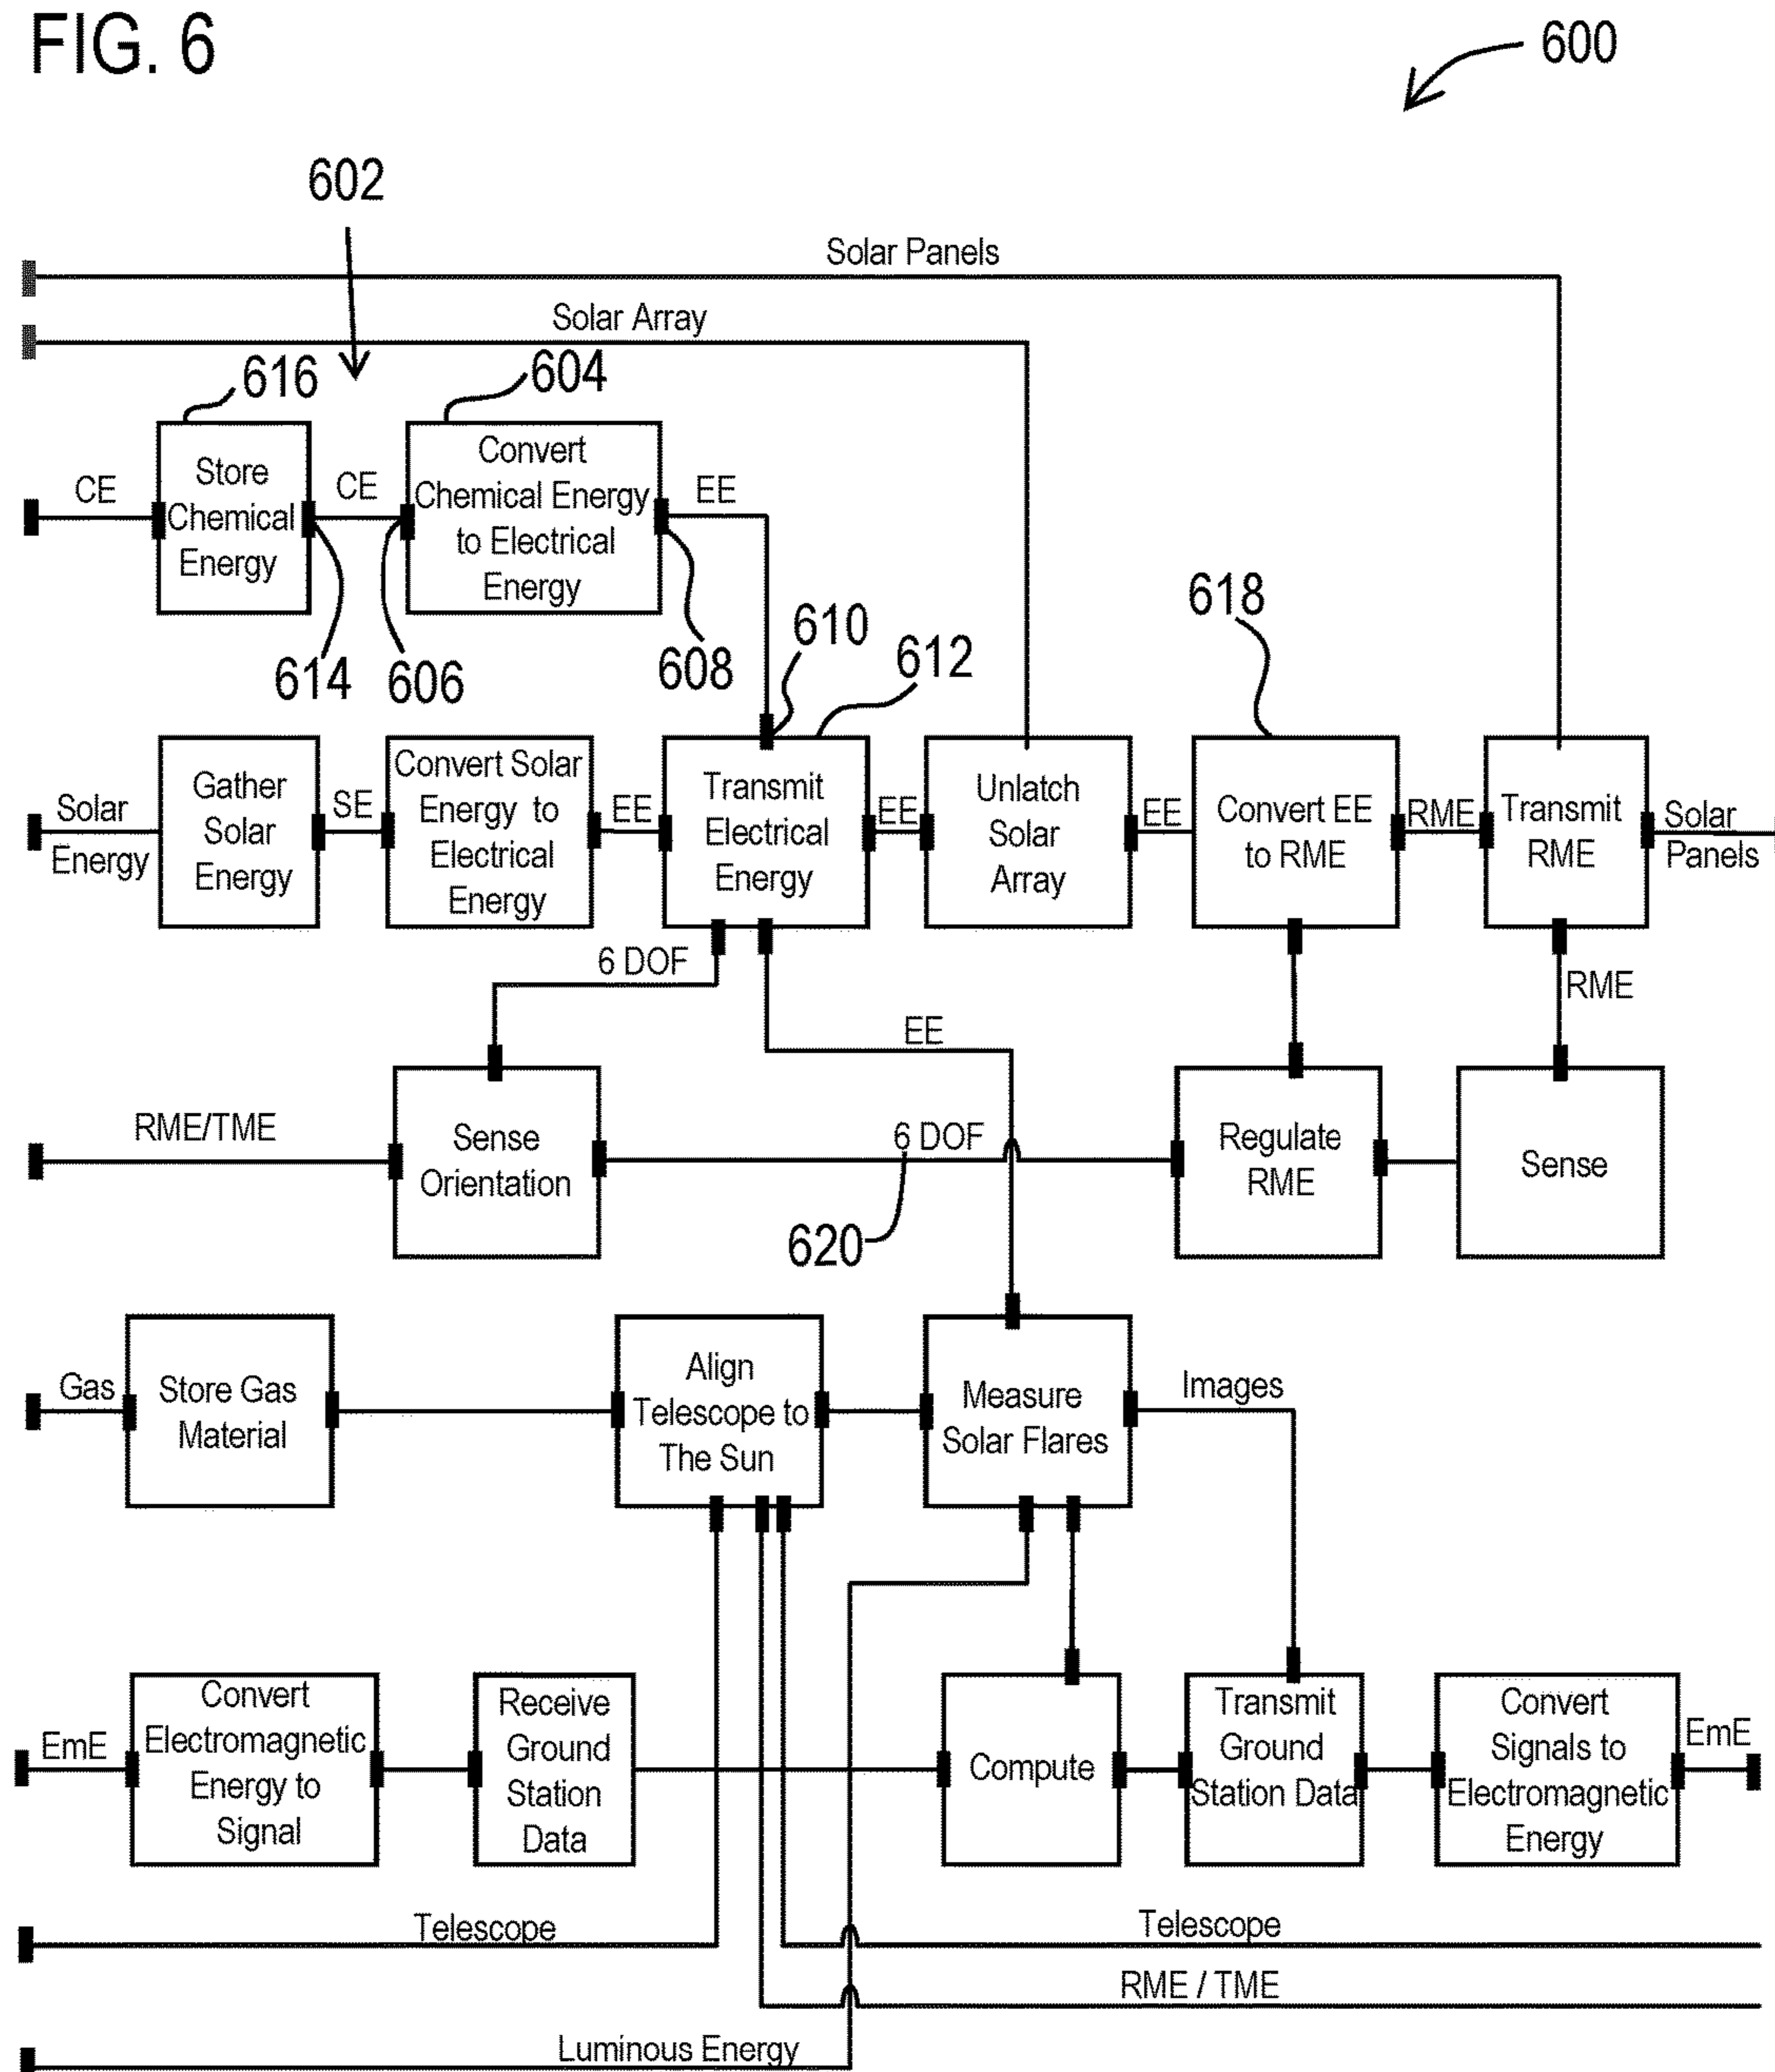 FIG. 6
600
602
Solar Panels
Solar Array
616
604
CE
Store
Chemical
Energy
CE
Convert
Chemical Energy
to Electrical
Energy
EE
614
606
608
610
612
618
Solar
Energy
Gather
Solar
Energy
SE
Convert Solar
Energy to
Electrical
Energy
EE
Transmit
Electrical
Energy
EE
Unlatch
Solar
Array
EE
Convert EE
to RME
RME
Transmit
RME
Solar
Panels
6 DOF
EE
RME
RME/TME
Sense
Orientation
6 DOF
620
Regulate
RME
Sense
Gas
Store Gas
Material
Align
Telescope to
The Sun
Measure
Solar Flares
Images
EmE
Convert
Electromagnetic
Energy to
Signal
Receive
Ground
Station
Data
Compute
Transmit
Ground
Station Data
Convert
Signals to
Electromagnetic
Energy
EmE
Telescope
Telescope
RME / TME
Luminous Energy